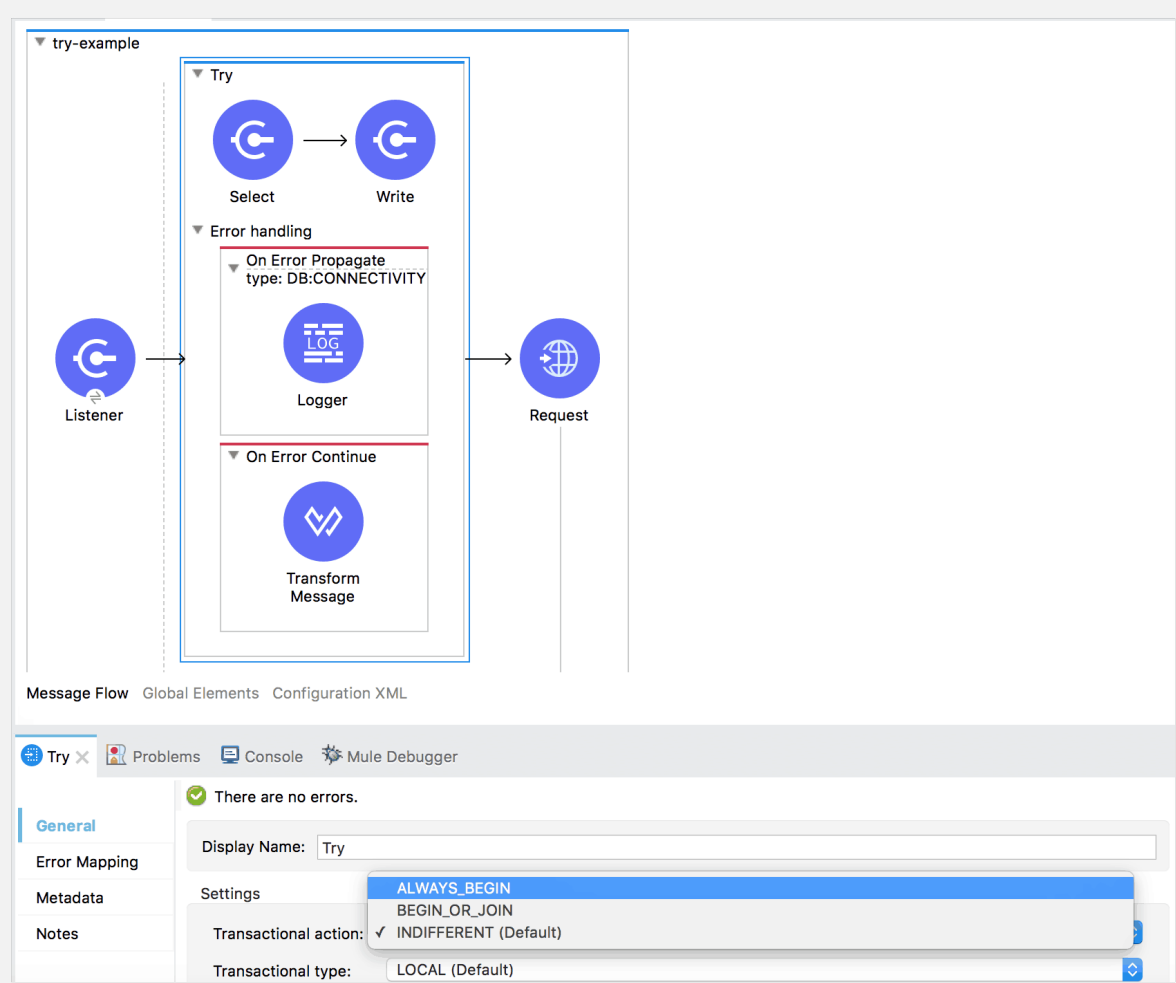 try-example
Try
Select
Write
Error handling
On Error Propagate
type: DB:CONNECTIVITY
LOG
Logger
Listener
Request
On Error Continue
Transform
Message
Message Flow Global Elements Configuration XML
Try Problems Console Mule Debugger
There are no errors.
General
Error Mapping
Metadata
Notes
Display Name: Try
Settings
ALWAYS_BEGIN
BEGIN_OR_JOIN
Transactional action: ✓ INDIFFERENT (Default)
Transactional type: LOCAL (Default)